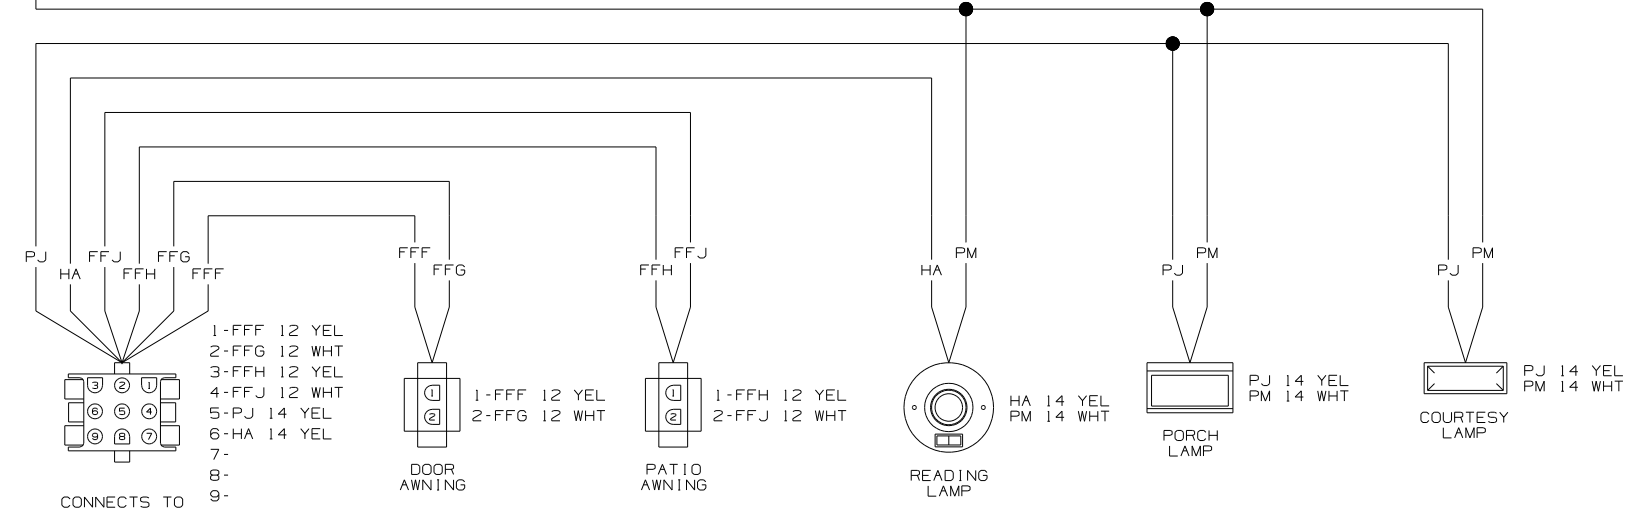 PJ
HA
FFJ
FFH
FFG
FFF
FFF
FFG
FFH
FFJ
HA
PM
PJ
PM
PJ
PM
3 2 1
6 5 4
9 8 7
1-FFF 12 YEL
2-FFG 12 WHT
3-FFH 12 YEL
4-FFJ 12 WHT
5-PJ 14 YEL
6-HA 14 YEL
7-
8-
9-
CONNECTS TO
1
2
1-FFF 12 YEL
2-FFG 12 WHT
DOOR
AWNING
1
2
1-FFH 12 YEL
2-FFJ 12 WHT
PATIO
AWNING
HA 14 YEL
PM 14 WHT
READING
LAMP
PJ 14 YEL
PM 14 WHT
PORCH
LAMP
PJ 14 YEL
PM 14 WHT
COURTESY
LAMP